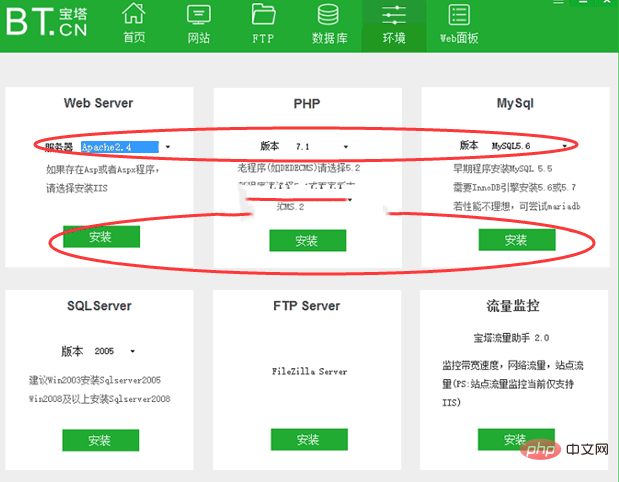 BT.宝塔.CN
首页
网站
FTP
数据库
环境
Web面板
Web Server
服务器 Apache2.4
如果存在Asp或者Aspx程序,
请选择安装IIS
安装
PHP
版本 7.1
老程序(如DEDECMS)请选择5.2
CMS.2
安装
MySql
版本 MySQL5.6
早期程序安装MySQL 5.5
需要InnoDB引擎安装5.6或5.7
若性能不理想，可尝试mariadb
安装
SQLServer
版本 2005
建议Win2003安装Sqlserver2005
Win2008及以上安装Sqlserver2008
安装
FTP Server
FileZilla Server
安装
流量监控
宝塔流量助手 2.0
监控带宽速度，网络流量，站点流
量(PS:站点流量监控当前仅支持
IIS)
安装
php 中文网